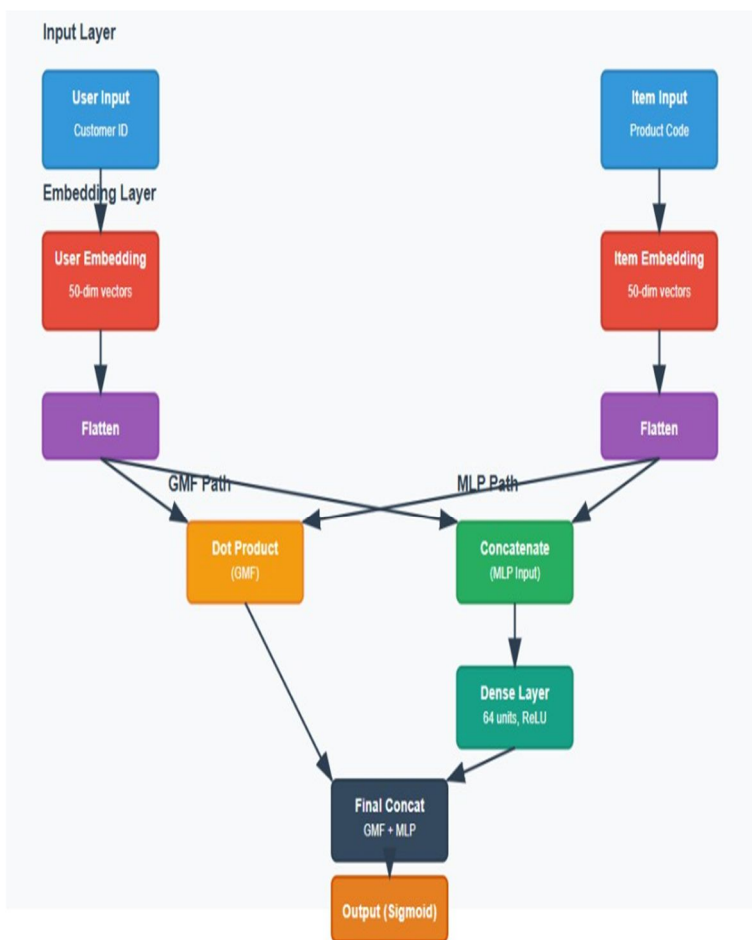 Input Layer
User Input
Customer ID
Item Input
Product Code
Embedding Layer
User Embedding
50-dim vectors
Item Embedding
50-dim vectors
Flatten
Flatten
GMF Path
MLP Path
Dot Product
(GMF)
Concatenate
(MLP Input)
Dense Layer
64 units, ReLU
Final Concat
GMF + MLP
Output (Sigmoid)